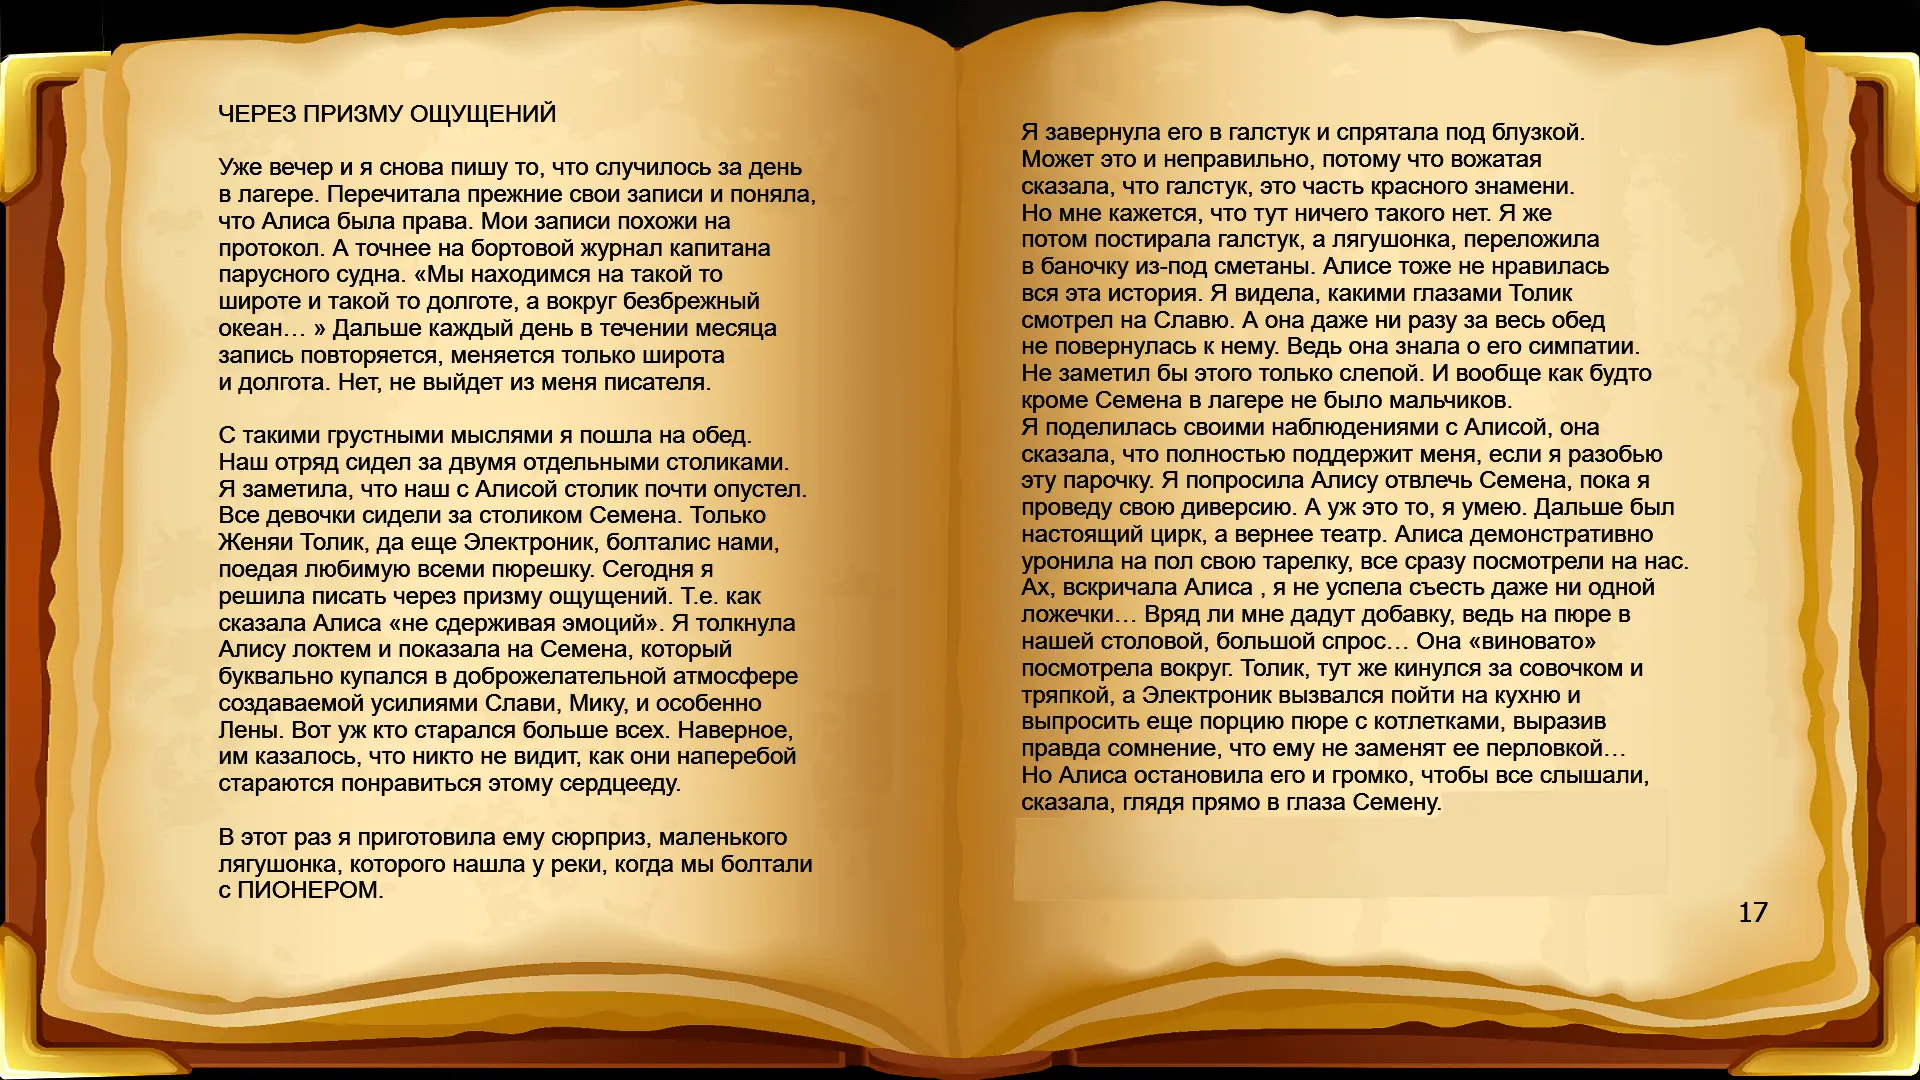 ЧЕРЕЗ ПРИЗМУ ОЩУЩЕНИЙ
Уже вечер и я снова пишу то, что случилось за день
в лагере. Перечитала прежние свои записи и поняла,
что Алиса была права. Мои записи похожи на
протокол. А точнее на бортовой журнал капитана
парусного судна. «Мы находимся на такой то
широте и такой то долготе, а вокруг безбрежный
океан… » Дальше каждый день в течении месяца
запись повторяется, меняется только широта
и долгота. Нет, не выйдет из меня писателя.
С такими грустными мыслями я пошла на обед.
Наш отряд сидел за двумя отдельными столиками.
Я заметила, что наш с Алисой столик почти опустел.
Все девочки сидели за столиком Семена. Только
Женяи Толик, да еще Электроник, болталис нами,
поедая любимую всеми пюрешку. Сегодня я
решила писать через призму ощущений. Т.е. как
сказала Алиса «не сдерживая эмоций». Я толкнула
Алису локтем и показала на Семена, который
буквально купался в доброжелательной атмосфере
создаваемой усилиями Слави, Мику, и особенно
Лены. Вот уж кто старался больше всех. Наверное,
им казалось, что никто не видит, как они наперебой
стараются понравиться этому сердцееду.
В этот раз я приготовила ему сюрприз, маленького
лягушонка, которого нашла у реки, когда мы болтали
с ПИОНЕРОМ.
Я завернула его в галстук и спрятала под блузкой.
Может это и неправильно, потому что вожатая
сказала, что галстук, это часть красного знамени.
Но мне кажется, что тут ничего такого нет. Я же
потом постирала галстук, а лягушонка, переложила
в баночку из-под сметаны. Алисе тоже не нравилась
вся эта история. Я видела, какими глазами Толик
смотрел на Славю. А она даже ни разу за весь обед
не повернулась к нему. Ведь она знала о его симпатии.
Не заметил бы этого только слепой. И вообще как будто
кроме Семена в лагере не было мальчиков.
Я поделилась своими наблюдениями с Алисой, она
сказала, что полностью поддержит меня, если я разобью
эту парочку. Я попросила Алису отвлечь Семена, пока я
проведу свою диверсию. А уж это то, я умею. Дальше был
настоящий цирк, а вернее театр. Алиса демонстративно
уронила на пол свою тарелку, все сразу посмотрели на нас.
Ах, вскричала Алиса , я не успела съесть даже ни одной
ложечки… Вряд ли мне дадут добавку, ведь на пюре в
нашей столовой, большой спрос… Она «виновато»
посмотрела вокруг. Толик, тут же кинулся за совочком и
тряпкой, а Электроник вызвался пойти на кухню и
выпросить еще порцию пюре с котлетками, выразив
правда сомнение, что ему не заменят ее перловкой…
Но Алиса остановила его и громко, чтобы все слышали,
сказала, глядя прямо в глаза Семену.
17